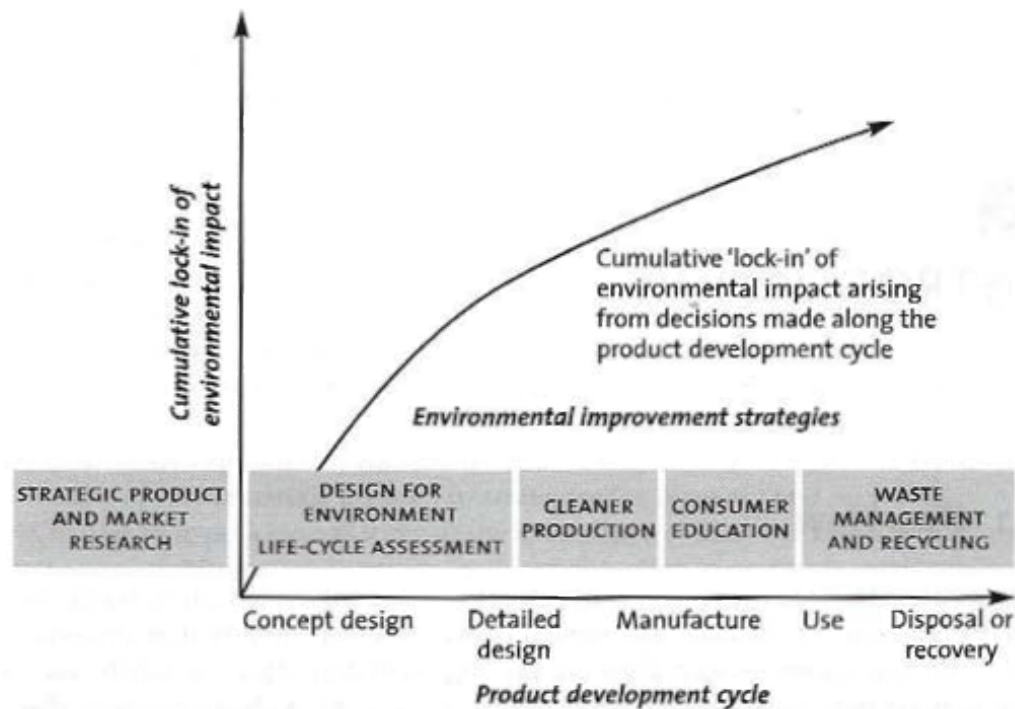 Cumulative lock-in of
environmental impact
Cumulative 'lock-in' of
environmental impact arising
from decisions made along the
product development cycle
Environmental improvement strategies
STRATEGIC PRODUCT
AND MARKET
RESEARCH
DESIGN FOR
ENVIRONMENT
LIFE-CYCLE ASSESSMENT
CLEANER
PRODUCTION
CONSUMER
EDUCATION
WASTE
MANAGEMENT
AND RECYCLING
Concept design
Detailed
design
Manufacture
Use
Disposal or
recovery
Product development cycle